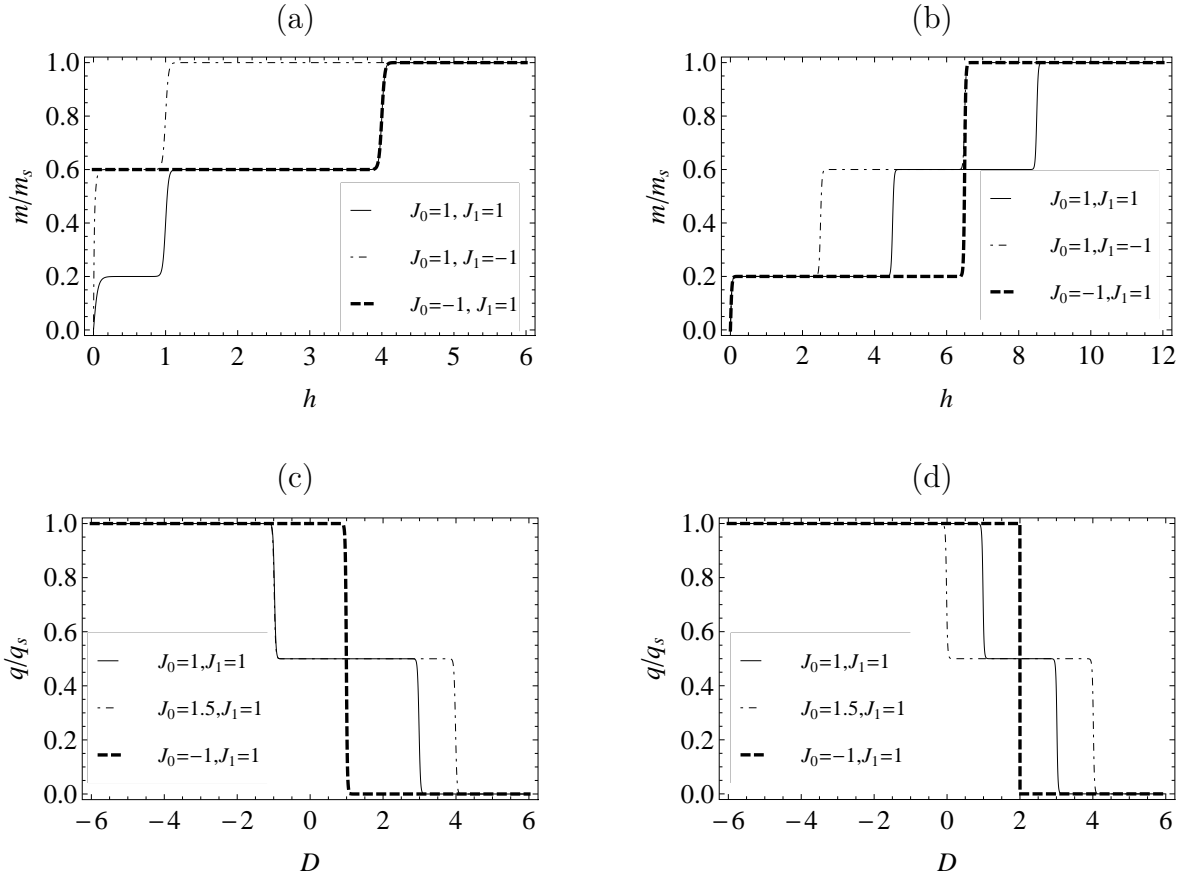 (a)
m/m_s
1.0
0.8
0.6
0.4
0.2
0.0
J_0=1, J_1=1
J_0=1, J_1=−1
J_0=−1, J_1=1
0 1 2 3 4 5 6
h
(b)
m/m_s
1.0
0.8
0.6
0.4
0.2
0.0
J_0=1,J_1=1
J_0=1,J_1=−1
J_0=−1,J_1=1
0 2 4 6 8 10 12
h
(c)
q/q_s
1.0
0.8
0.6
0.4
0.2
0.0
J_0=1,J_1=1
J_0=1.5,J_1=1
J_0=−1,J_1=1
−6 −4 −2 0 2 4 6
D
(d)
q/q_s
1.0
0.8
0.6
0.4
0.2
0.0
J_0=1,J_1=1
J_0=1.5,J_1=1
J_0=−1,J_1=1
−6 −4 −2 0 2 4 6
D